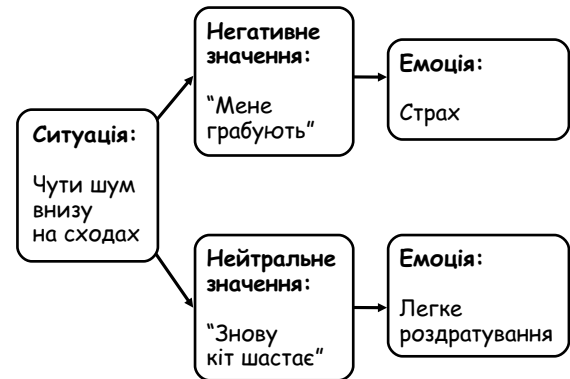 Ситуація:
Чути шум
внизу
на сходах
Негативне
значення:
“Мене
грабують”
Емоція:
Страх
Нейтральне
значення:
“Знову
кіт шастає”
Емоція:
Легке
роздратування